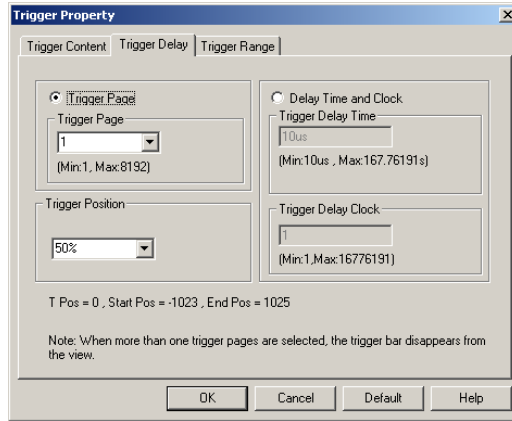 Trigger Property
Trigger Content Trigger Delay Trigger Range
Trigger Page
Trigger Page
1
(Min:1, Max:8192)
Trigger Position
50%
Delay Time and Clock
Trigger Delay Time
10us
(Min:10us , Max:167.76191s)
Trigger Delay Clock
1
(Min:1,Max:16776191)
T Pos = 0 , Start Pos = -1023 , End Pos = 1025
Note: When more than one trigger pages are selected, the trigger bar disappears from
the view.
OK Cancel Default Help